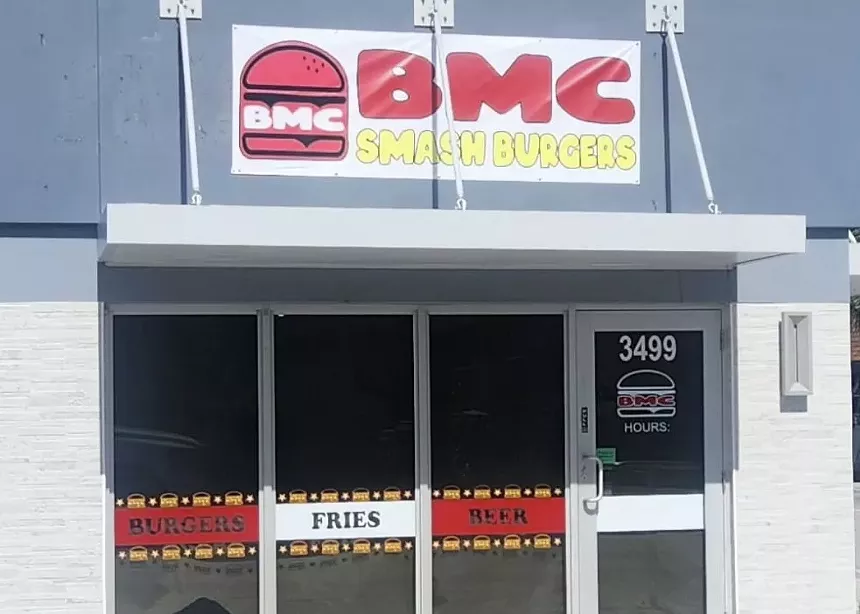 BMC
BMC
SMASH BURGERS
3499
BMC
HOURS:
BURGERS
FRIES
BEER